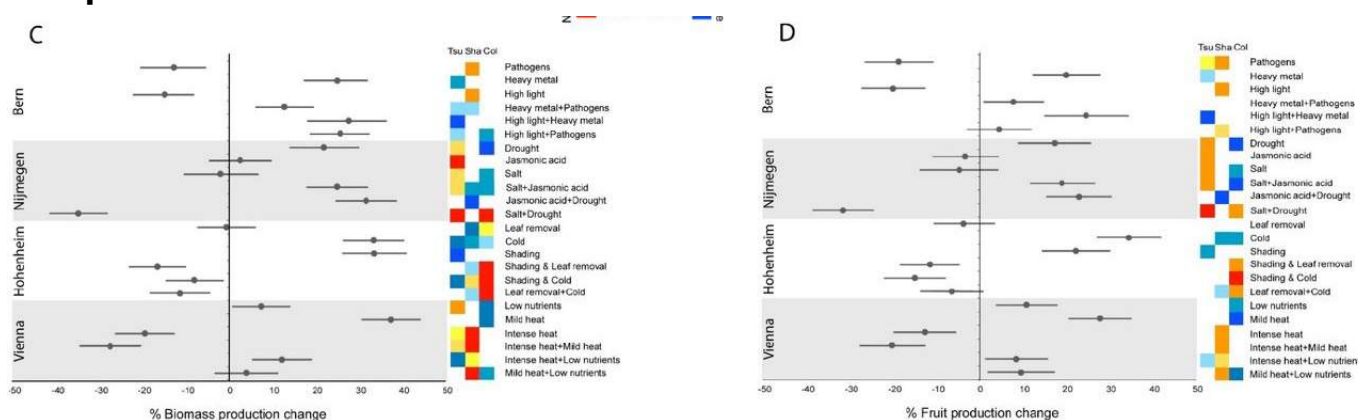 N
e
C
Tsu Sha Col
Bern
Pathogens
Heavy metal
High light
Heavy metal+Pathogens
High light+Heavy metal
High light+Pathogens
Nijmegen
Drought
Jasmonic acid
Salt
Salt+Jasmonic acid
Jasmonic acid+Drought
Salt+Drought
Hohenheim
Leaf removal
Cold
Shading
Shading & Leaf removal
Shading & Cold
Leaf removal+Cold
Vienna
Low nutrients
Mild heat
Intense heat
Intense heat+Mild heat
Intense heat+Low nutrients
Mild heat+Low nutrients
-50 -40 -30 -20 -10 0 10 20 30 40 50
% Biomass production change
D
Tsu Sha Col
Bern
Pathogens
Heavy metal
High light
Heavy metal+Pathogens
High light+Heavy metal
High light+Pathogens
Nijmegen
Drought
Jasmonic acid
Salt
Salt+Jasmonic acid
Jasmonic acid+Drought
Salt+Drought
Hohenheim
Leaf removal
Cold
Shading
Shading & Leaf removal
Shading & Cold
Leaf removal+Cold
Vienna
Low nutrients
Mild heat
Intense heat
Intense heat+Mild heat
Intense heat+Low nutrien
Mild heat+Low nutrients
-50 -40 -30 -20 -10 0 10 20 30 40 50
% Fruit production change